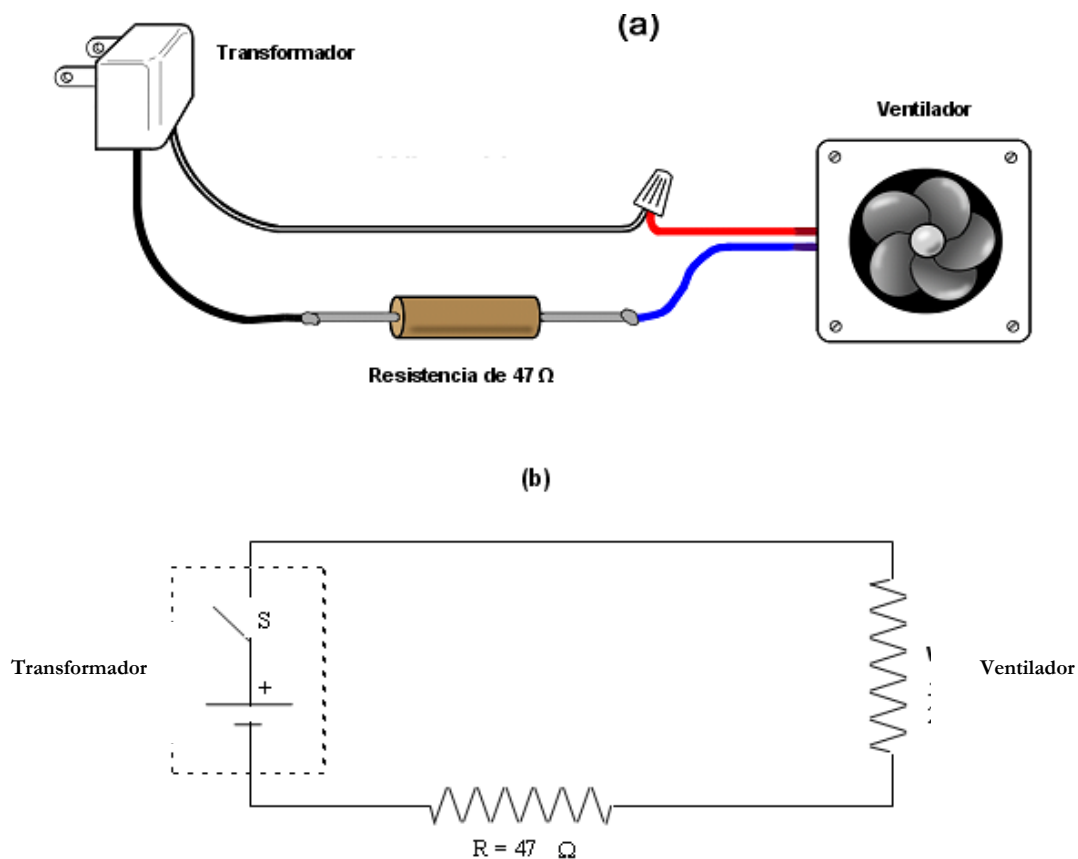 (a)
Transformador
Ventilador
Resistencia de 47 Ω
(b)
S
+
Transformador
Ventilador
R = 47 Ω